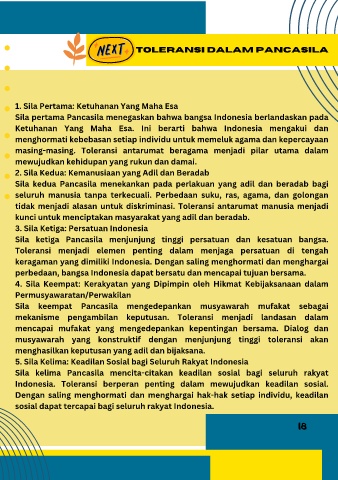 NEXT TOLERANSI DALAM PANCASILA
1. Sila Pertama: Ketuhanan Yang Maha Esa
Sila pertama Pancasila menegaskan bahwa bangsa Indonesia berlandaskan pada
Ketuhanan Yang Maha Esa. Ini berarti bahwa Indonesia mengakui dan
menghormati kebebasan setiap individu untuk memeluk agama dan kepercayaan
masing-masing. Toleransi antarumat beragama menjadi pilar utama dalam
mewujudkan kehidupan yang rukun dan damai.
2. Sila Kedua: Kemanusiaan yang Adil dan Beradab
Sila kedua Pancasila menekankan pada perlakuan yang adil dan beradab bagi
seluruh manusia tanpa terkecuali. Perbedaan suku, ras, agama, dan golongan
tidak menjadi alasan untuk diskriminasi. Toleransi antarumat manusia menjadi
kunci untuk menciptakan masyarakat yang adil dan beradab.
3. Sila Ketiga: Persatuan Indonesia
Sila ketiga Pancasila menjunjung tinggi persatuan dan kesatuan bangsa.
Toleransi menjadi elemen penting dalam menjaga persatuan di tengah
keragaman yang dimiliki Indonesia. Dengan saling menghormati dan menghargai
perbedaan, bangsa Indonesia dapat bersatu dan mencapai tujuan bersama.
4. Sila Keempat: Kerakyatan yang Dipimpin oleh Hikmat Kebijaksanaan dalam
Permusyawaratan/Perwakilan
Sila keempat Pancasila mengedepankan musyawarah mufakat sebagai
mekanisme pengambilan keputusan. Toleransi menjadi landasan dalam
mencapai mufakat yang mengedepankan kepentingan bersama. Dialog dan
musyawarah yang konstruktif dengan menjunjung tinggi toleransi akan
menghasilkan keputusan yang adil dan bijaksana.
5. Sila Kelima: Keadilan Sosial bagi Seluruh Rakyat Indonesia
Sila kelima Pancasila mencita-citakan keadilan sosial bagi seluruh rakyat
Indonesia. Toleransi berperan penting dalam mewujudkan keadilan sosial.
Dengan saling menghormati dan menghargai hak-hak setiap individu, keadilan
sosial dapat tercapai bagi seluruh rakyat Indonesia.